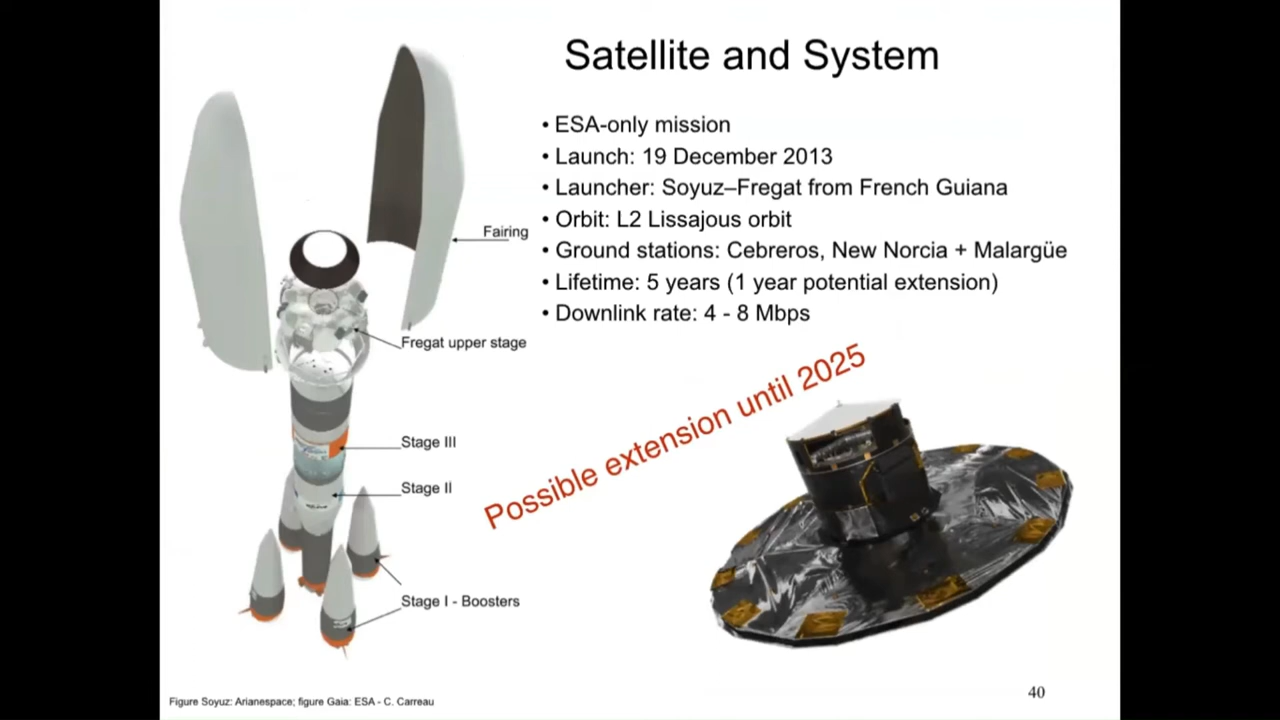 Satellite and System
• ESA-only mission
• Launch: 19 December 2013
• Launcher: Soyuz–Fregat from French Guiana
• Orbit: L2 Lissajous orbit
• Ground stations: Cebreros, New Norcia + Malargüe
• Lifetime: 5 years (1 year potential extension)
• Downlink rate: 4 - 8 Mbps
Fairing
Fregat upper stage
Stage III
Stage II
Stage I - Boosters
Possible extension until 2025
Figure Soyuz: Arianespace; figure Gaia: ESA - C. Carreau
40